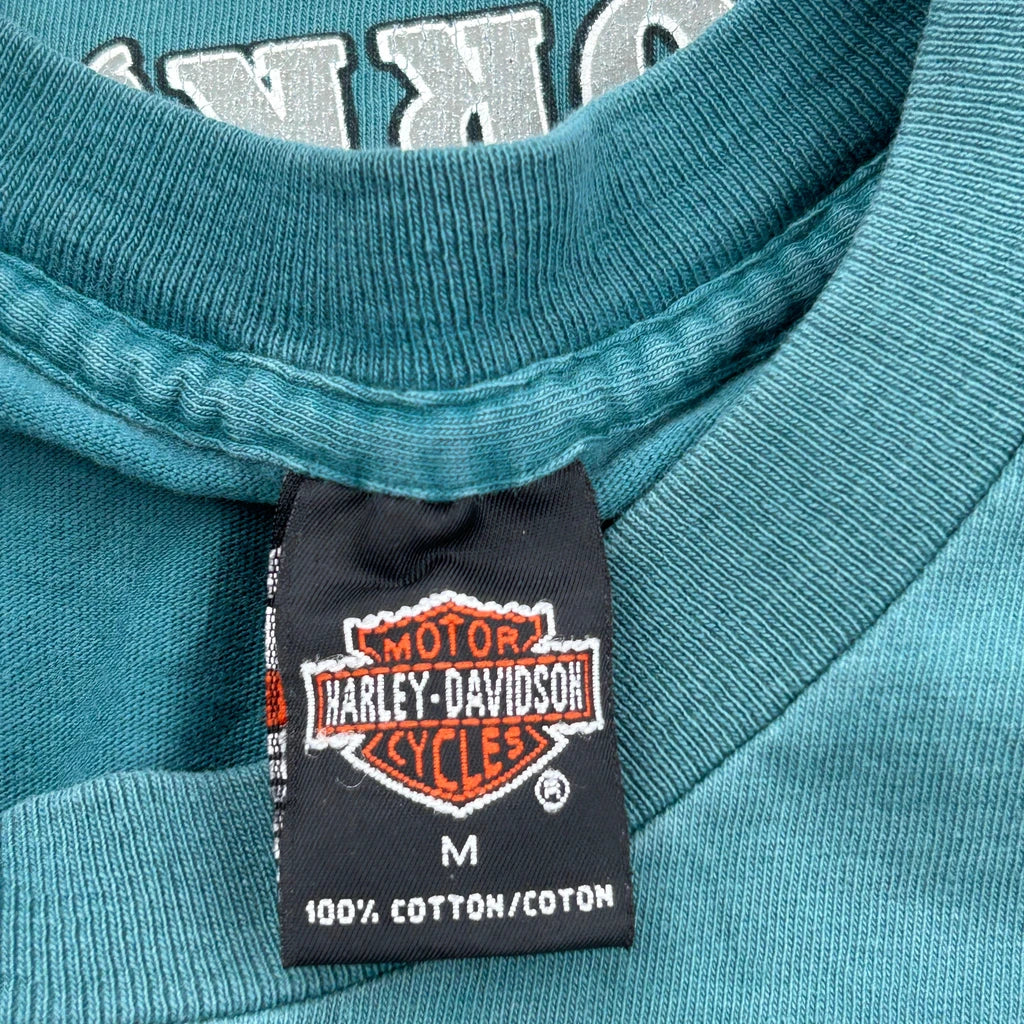 MOTOR
HARLEY-DAVIDSON
CYCLES
®
M
100% COTTON/COTON